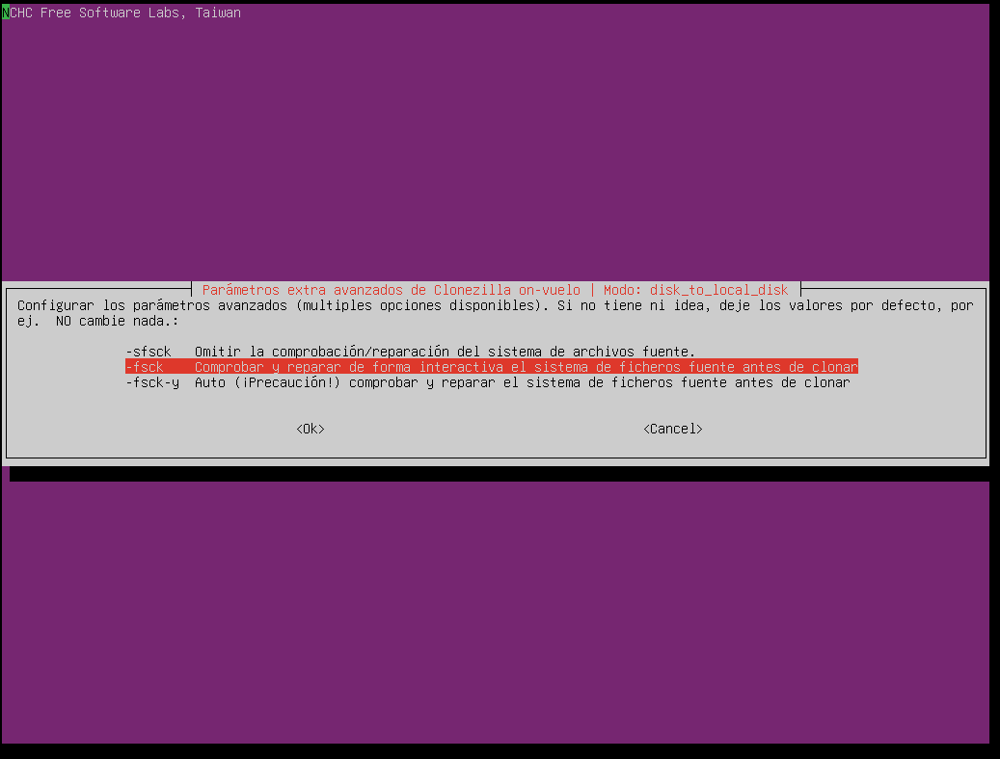 NCHC Free Software Labs, Taiwan
Parámetros extra avanzados de Clonezilla on-vuelo | Modo: disk_to_local_disk
Configurar los parámetros avanzados (multiples opciones disponibles). Si no tiene ni idea, deje los valores por defecto, por
ej.  NO cambie nada.:
-sfsck   Omitir la comprobación/reparación del sistema de archivos fuente.
-fsck    Comprobar y reparar de forma interactiva el sistema de ficheros fuente antes de clonar
-fsck-y  Auto (¡Precaución!) comprobar y reparar el sistema de ficheros fuente antes de clonar
<Ok>  <Cancel>